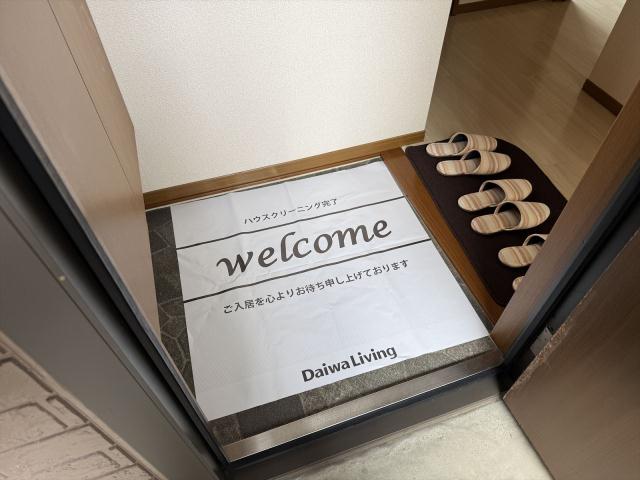 ハウスクリーニング完了
welcome
ご入居を心よりお待ち申し上げております
Daiwa Living